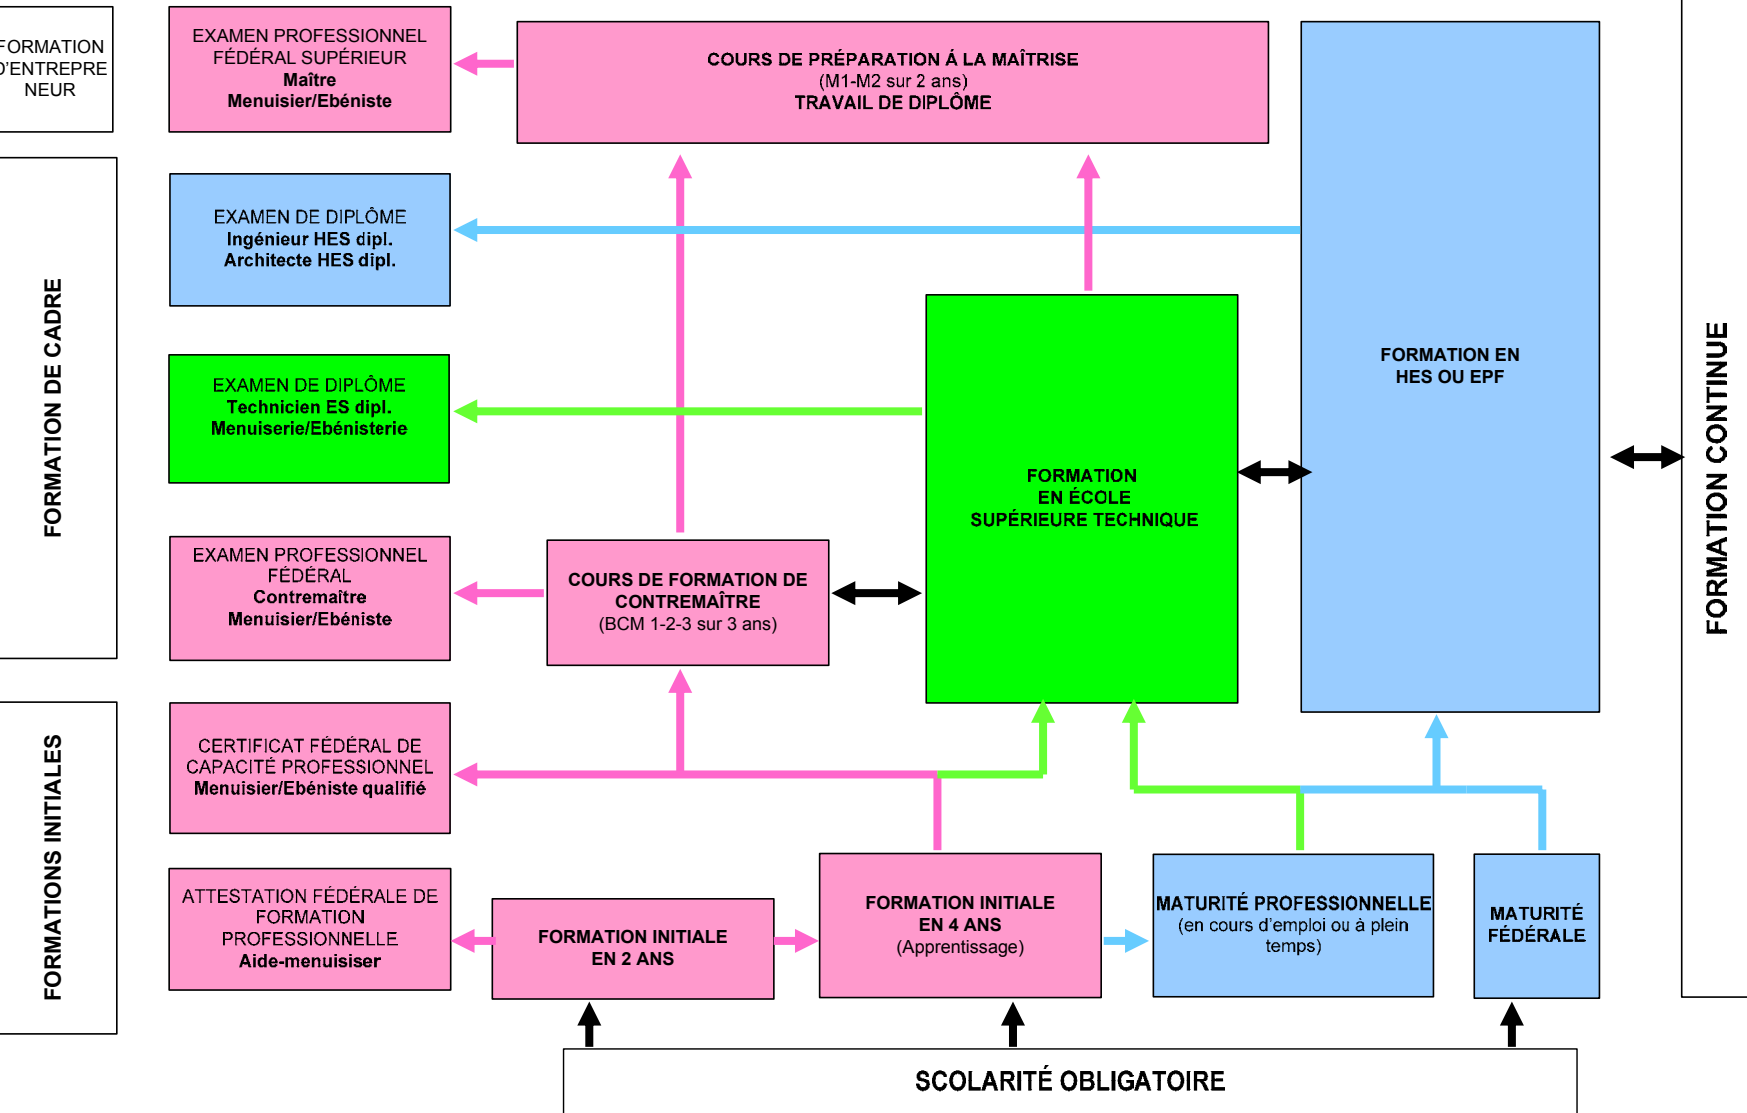 FORMATION
D'ENTREPRE
NEUR
EXAMEN PROFESSIONNEL
FÉDÉRAL SUPÉRIEUR
Maître
Menuisier/Ebéniste
COURS DE PRÉPARATION Á LA MAÎTRISE
(M1-M2 sur 2 ans)
TRAVAIL DE DIPLÔME
FORMATION DE CADRE
EXAMEN DE DIPLÔME
Ingénieur HES dipl.
Architecte HES dipl.
FORMATION EN
HES OU EPF
FORMATION CONTINUE
EXAMEN DE DIPLÔME
Technicien ES dipl.
Menuiserie/Ebénisterie
FORMATION
EN ÉCOLE
SUPÉRIEURE TECHNIQUE
EXAMEN PROFESSIONNEL
FÉDÉRAL
Contremaître
Menuisier/Ebéniste
COURS DE FORMATION DE
CONTREMAÎTRE
(BCM 1-2-3 sur 3 ans)
FORMATIONS INITIALES
CERTIFICAT FÉDÉRAL DE
CAPACITÉ PROFESSIONNEL
Menuisier/Ebéniste qualifié
ATTESTATION FÉDÉRALE DE
FORMATION
PROFESSIONNELLE
Aide-menuisiser
FORMATION INITIALE
EN 2 ANS
FORMATION INITIALE
EN 4 ANS
(Apprentissage)
MATURITÉ PROFESSIONNELLE
(en cours d'emploi ou à plein
temps)
MATURITÉ
FÉDÉRALE
SCOLARITÉ OBLIGATOIRE